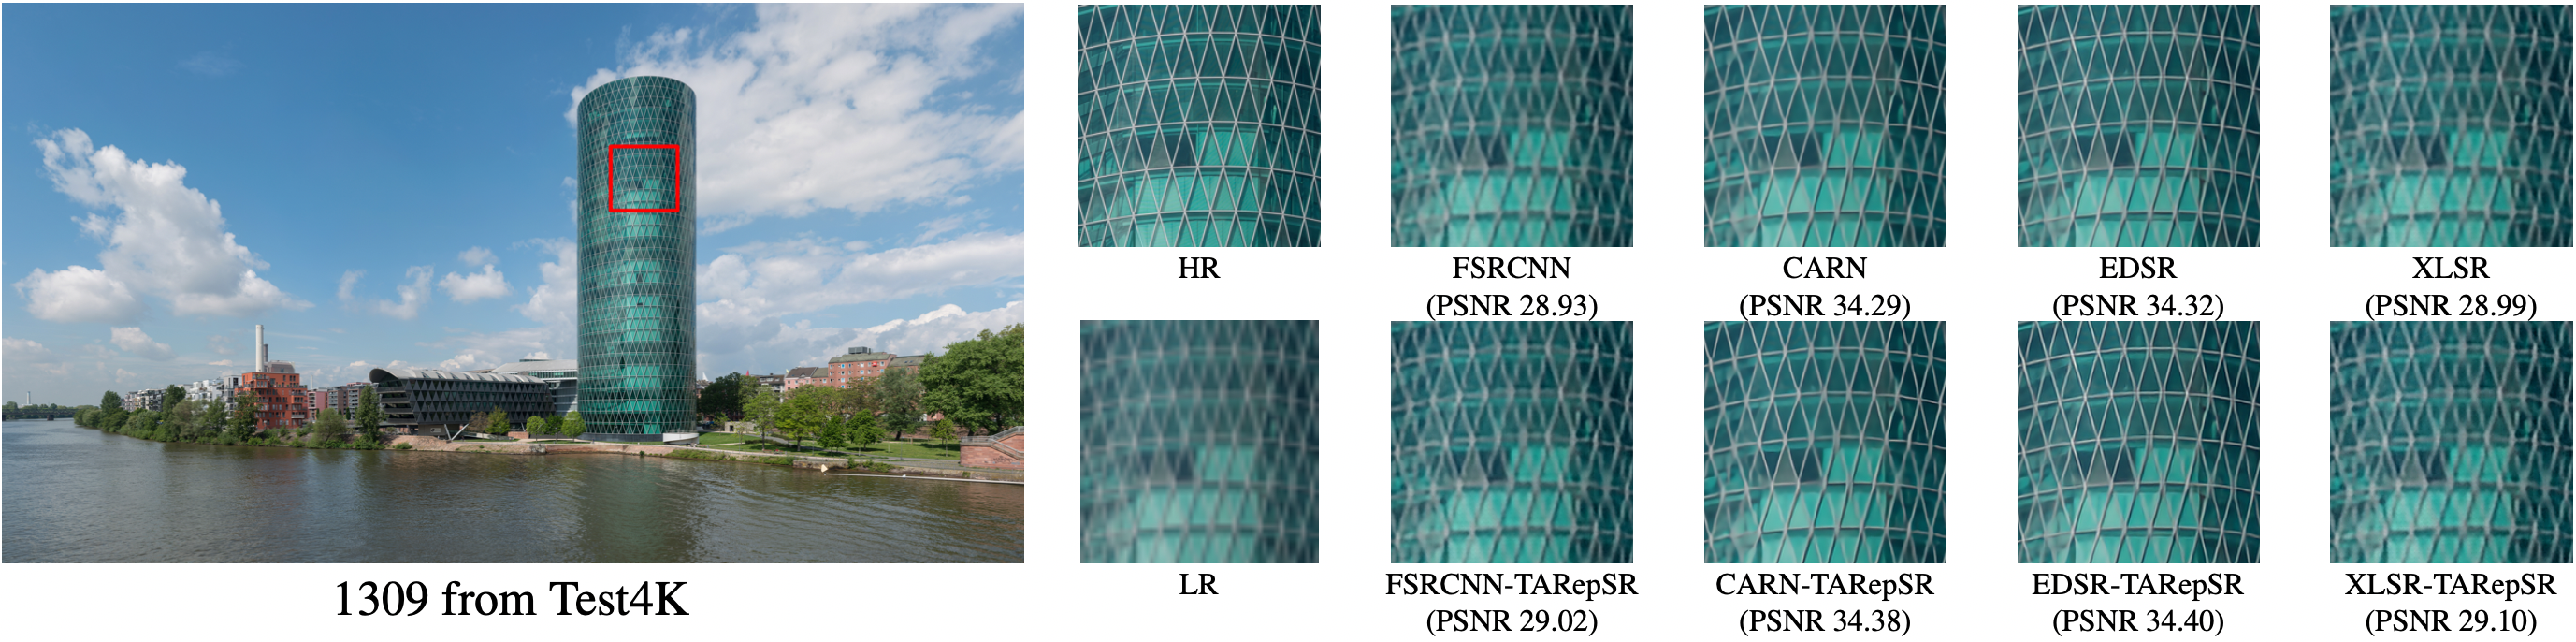 HR
FSRCNN
(PSNR 28.93)
CARN
(PSNR 34.29)
EDSR
(PSNR 34.32)
XLSR
(PSNR 28.99)
LR
FSRCNN-TARepSR
(PSNR 29.02)
CARN-TARepSR
(PSNR 34.38)
EDSR-TARepSR
(PSNR 34.40)
XLSR-TARepSR
(PSNR 29.10)
1309 from Test4K